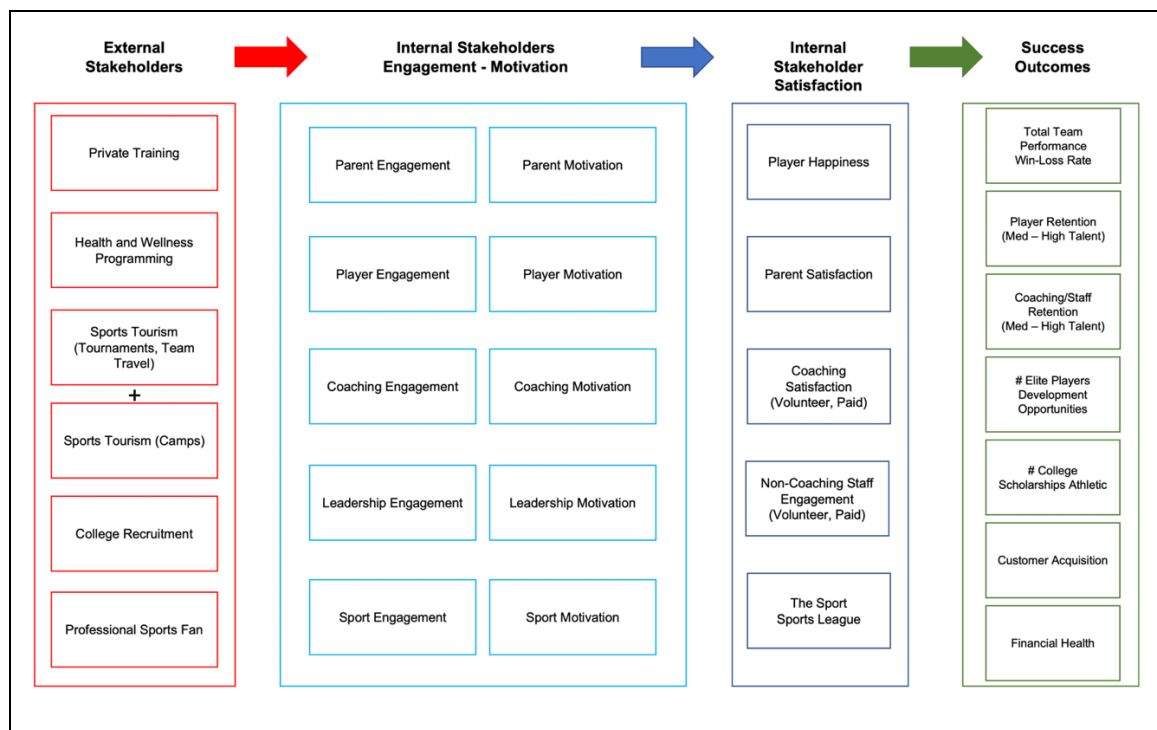 External
Stakeholders
Internal Stakeholders
Engagement - Motivation
Internal
Stakeholder
Satisfaction
Success
Outcomes
Private Training
Health and Wellness
Programming
Sports Tourism
(Tournaments, Team
Travel)
+
Sports Tourism (Camps)
College Recruitment
Professional Sports Fan
Parent Engagement
Parent Motivation
Player Engagement
Player Motivation
Coaching Engagement
Coaching Motivation
Leadership Engagement
Leadership Motivation
Sport Engagement
Sport Motivation
Player Happiness
Parent Satisfaction
Coaching
Satisfaction
(Volunteer, Paid)
Non-Coaching Staff
Engagement
(Volunteer, Paid)
The Sport
Sports League
Total Team
Performance
Win-Loss Rate
Player Retention
(Med – High Talent)
Coaching/Staff
Retention
(Med – High Talent)
# Elite Players
Development
Opportunities
# College
Scholarships Athletic
Customer Acquisition
Financial Health